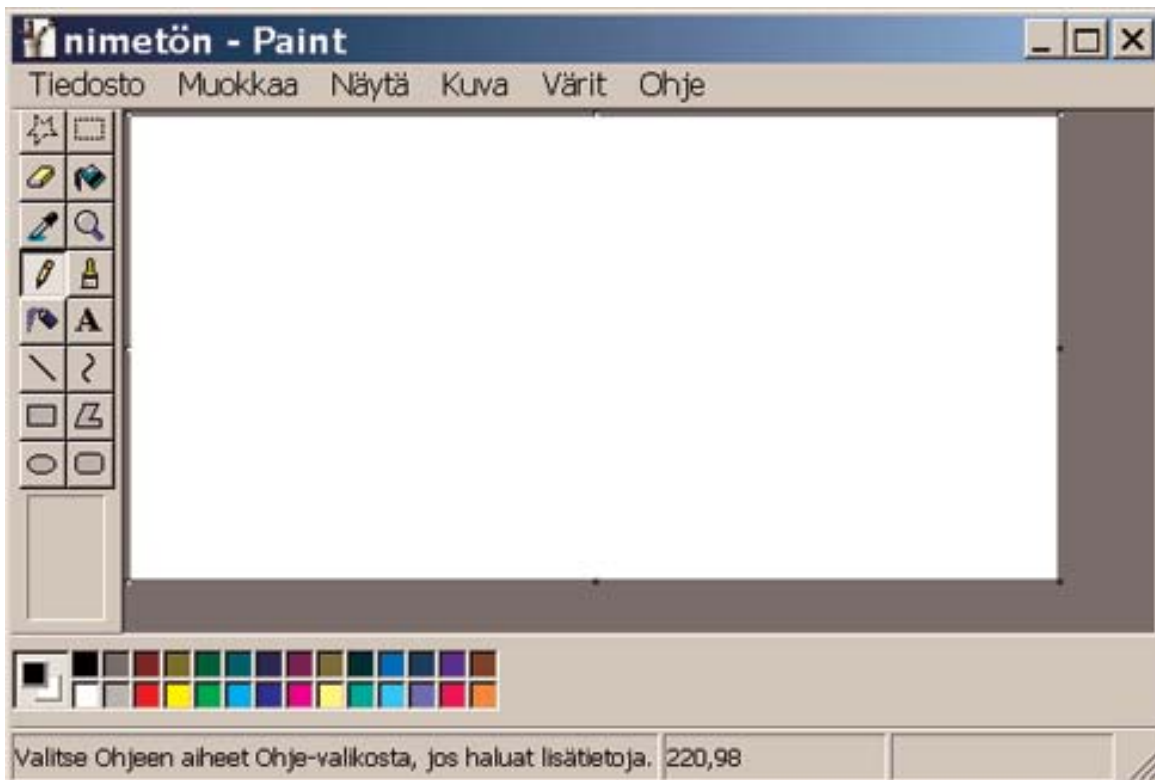 nimetön - Paint
Tiedosto Muokkaa Näytä Kuva Värit Ohje
A
Valitse Ohjeen aiheet Ohje-valikosta, jos haluat lisätietoja. 220,98